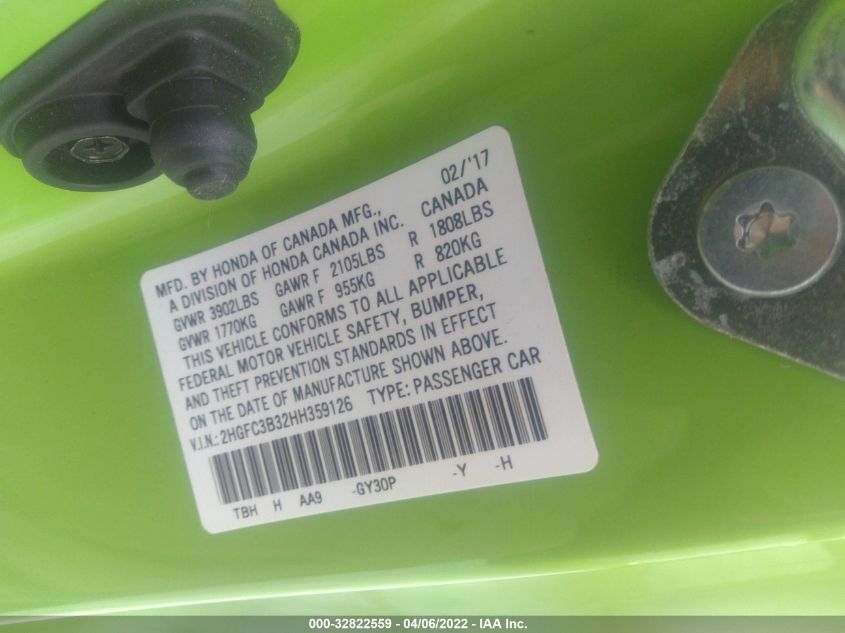 MFD. BY HONDA OF CANADA MFG., 02/'17
A DIVISION OF HONDA CANADA INC. CANADA
GVWR 3902LBS GAWR F 2105LBS R 1808LBS
GVWR 1770KG GAWR F 955KG R 820KG
THIS VEHICLE CONFORMS TO ALL APPLICABLE
FEDERAL MOTOR VEHICLE SAFETY, BUMPER,
AND THEFT PREVENTION STANDARDS IN EFFECT
ON THE DATE OF MANUFACTURE SHOWN ABOVE.
V.I.N.: 2HGFC3B32HH359126 TYPE: PASSENGER CAR
TBH H AA9 -GY30P -Y -H
000-32822559 - 04/06/2022 - IAA Inc.